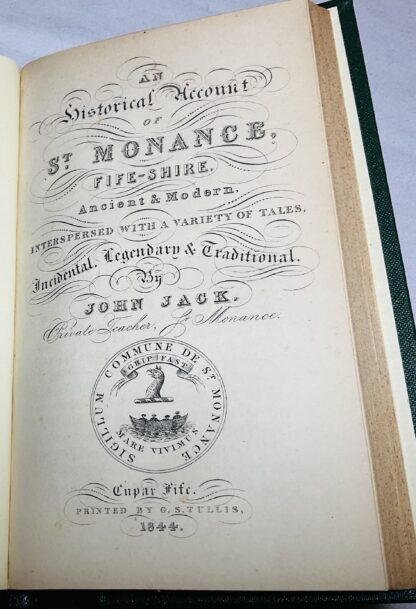 AN
Historical Account
OF
ST MONANCE,
FIFE-SHIRE,
Ancient & Modern,
INTERSPERSED WITH A VARIETY OF TALES,
Incidental, Legendary & Traditional.
By
JOHN JACK.
Private Teacher, St Monance.
SIGILLUM COMMUNE DE ST MONANCE
GRIP FAST
MARE VIVIMUS
Cupar Fife.
PRINTED BY G. S. TULLIS,
1844.